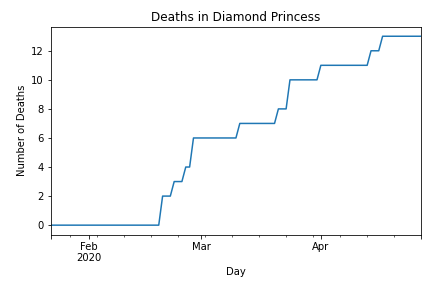 Deaths in Diamond Princess
Number of Deaths
12
10
8
6
4
2
0
Feb
2020
Mar
Apr
Day